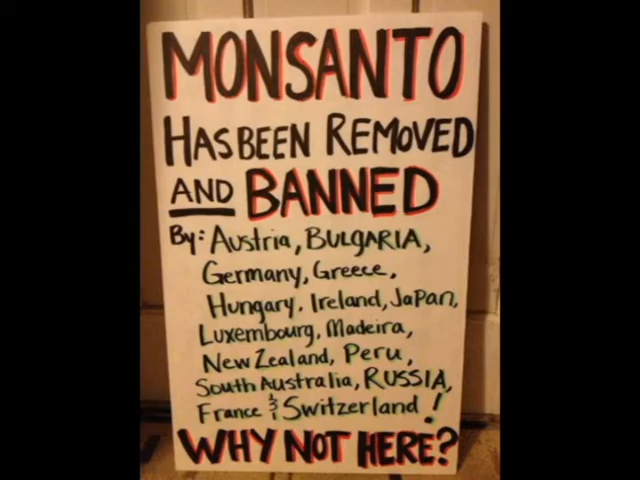 MONSANTO
HAS BEEN REMOVED
AND BANNED
By: Austria, BULGARIA,
Germany, Greece,
Hungary, Ireland, JaPan,
Luxembourg, Madeira,
New Zealand, Peru,
South Australia, RUSSIA,
France & Switzerland!
WHY NOT HERE?